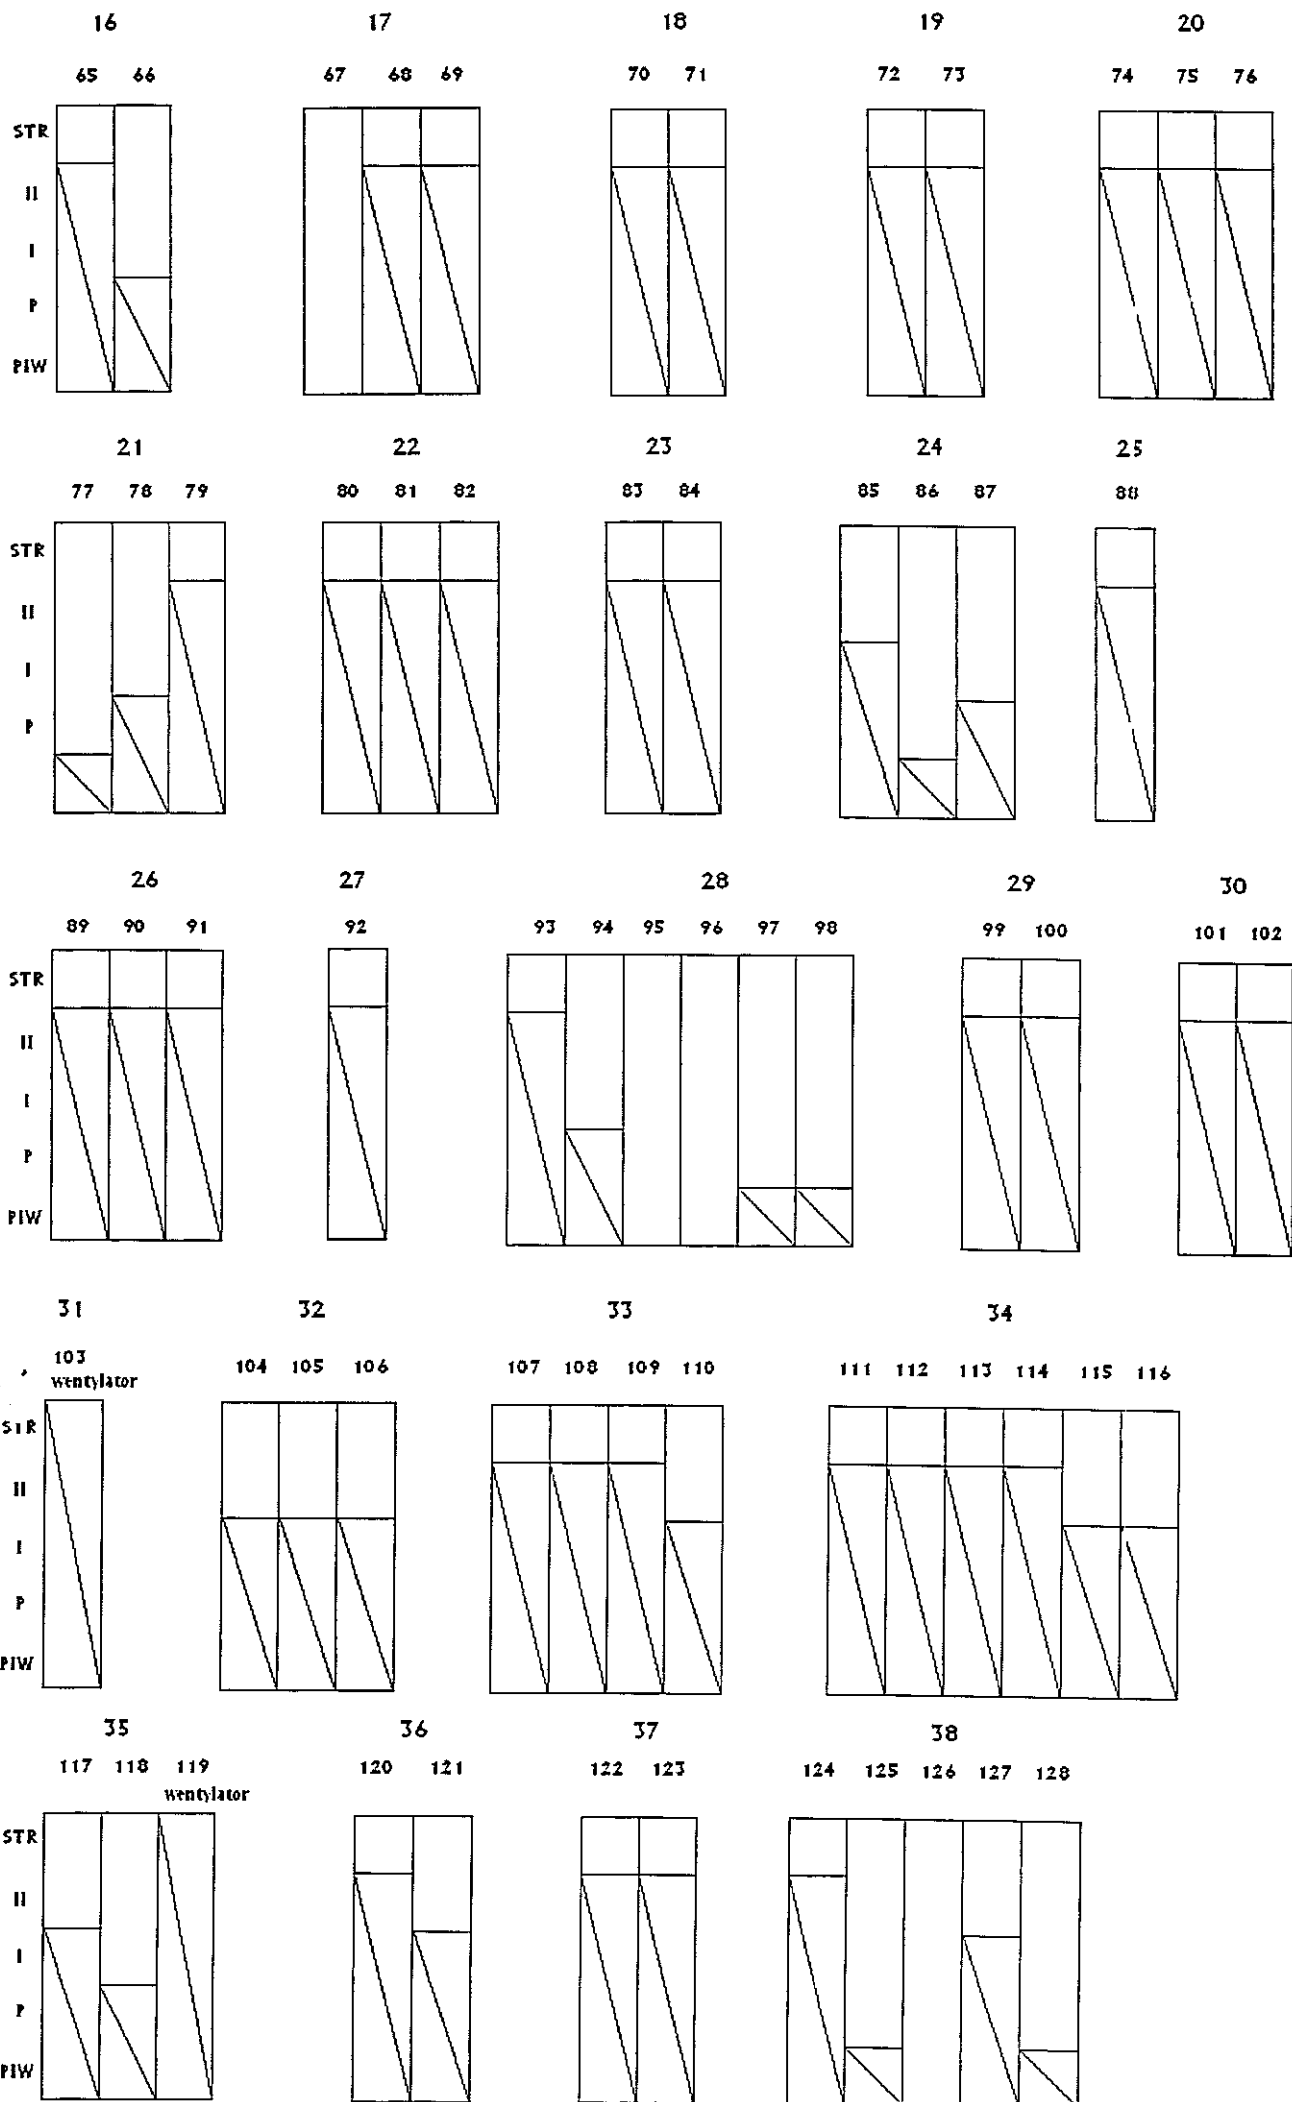 16 17 18 19 20
65 66 67 68 69 70 71 72 73 74 75 76
STR
II
I
P
PIW
21 22 23 24 25
77 78 79 80 81 82 83 84 85 86 87 88
STR
II
I
P
26 27 28 29 30
89 90 91 92 93 94 95 96 97 98 99 100 101 102
STR
II
I
P
PIW
31 32 33 34
103 104 105 106 107 108 109 110 111 112 113 114 115 116
wentylator
STR
II
I
P
PIW
35 36 37 38
117 118 119 120 121 122 123 124 125 126 127 128
wentylator
STR
II
I
P
PIW